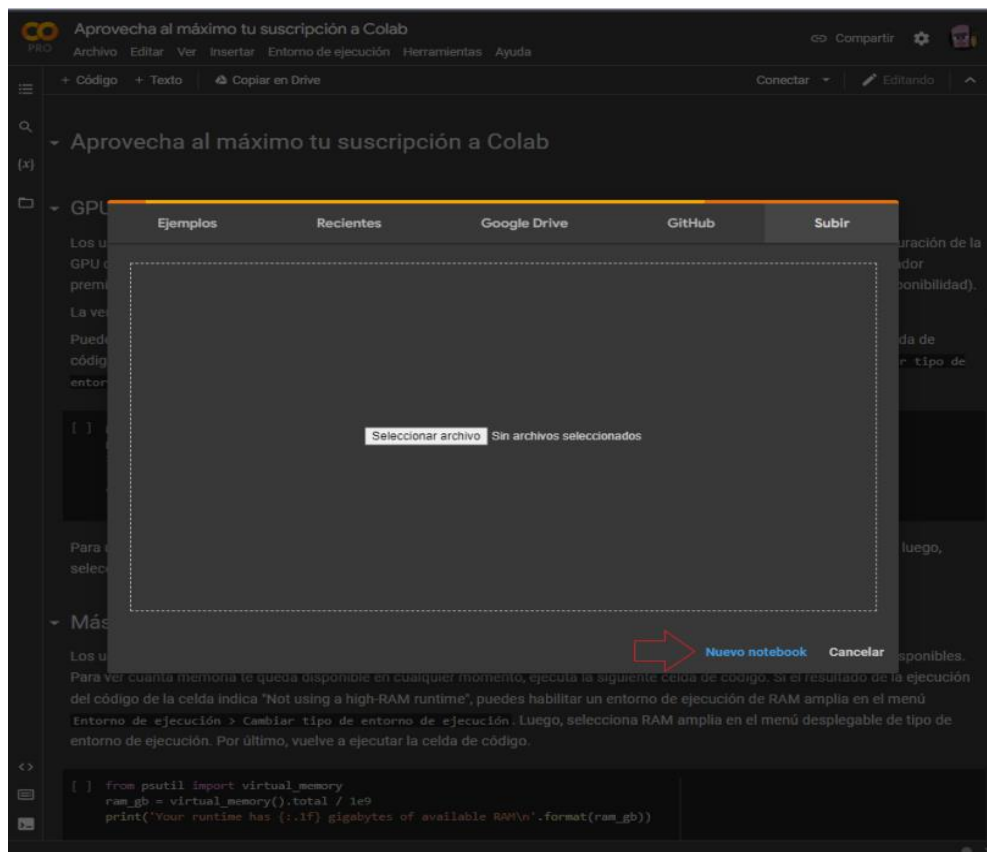 CO
PRO
Aprovecha al máximo tu suscripción a Colab
Archivo Editar Ver Insertar Entorno de ejecución Herramientas Ayuda
Compartir
+ Código + Texto Copiar en Drive
Conectar
Editando
Aprovecha al máximo tu suscripción a Colab
{x}
GPU
Ejemplos Recientes Google Drive GitHub Subir
Los u
uración de la
GPU
premi
ponibilidad).
La ve
Pued
da de
códig
r tipo de
entor
[ ]
Seleccionar archivo Sin archivos seleccionados
Para
luego,
selec
Más
Nuevo notebook Cancelar
Los u
sponibles.
Para ver cuánta memoria te queda disponible en cualquier momento, ejecuta la siguiente celda de código. Si el resultado de la ejecución
del código de la celda indica "Not using a high-RAM runtime", puedes habilitar un entorno de ejecución de RAM amplia en el menú
Entorno de ejecución > Cambiar tipo de entorno de ejecución. Luego, selecciona RAM amplia en el menú desplegable de tipo de
entorno de ejecución. Por último, vuelve a ejecutar la celda de código.
[ ] from psutil import virtual_memory
ram_gb = virtual_memory().total / 1e9
print('Your runtime has {:.1f} gigabytes of available RAM\n'.format(ram_gb))